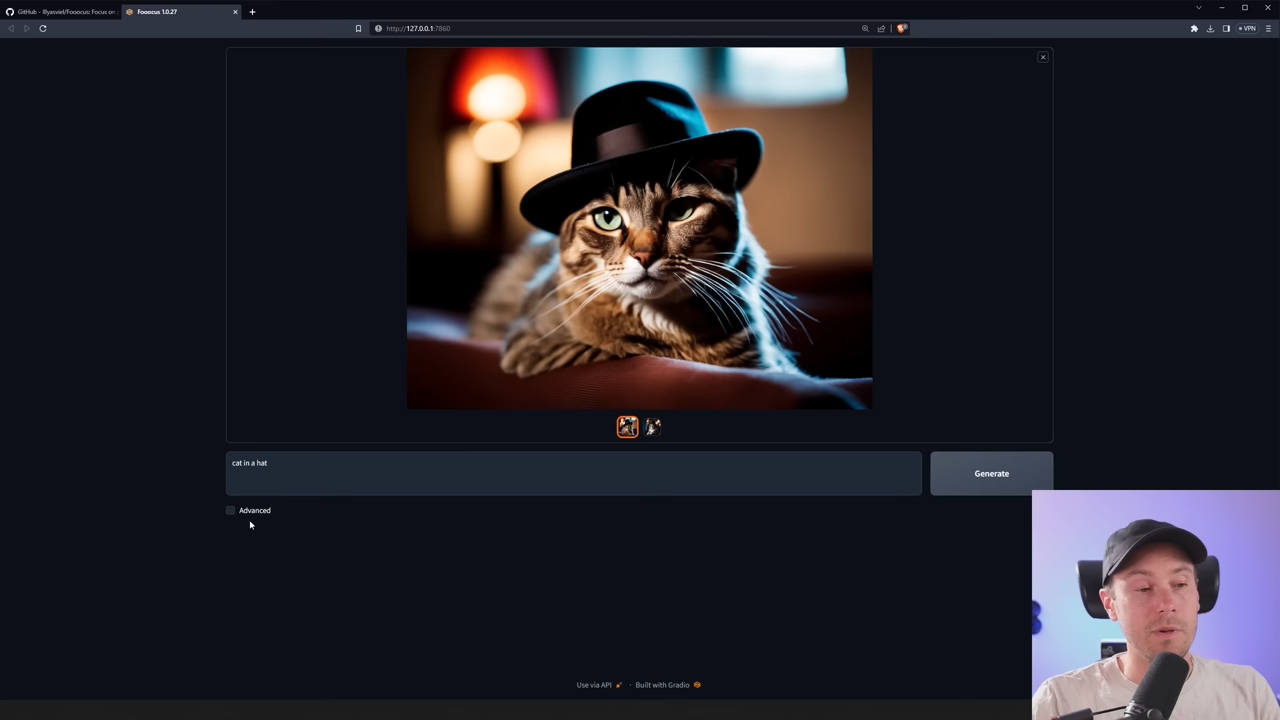 GitHub - lllyasviel/Fooocus: Focus on
Fooocus 1.0.27
http://127.0.0.1:7860
VPN
cat in a hat
Generate
Advanced
Use via API
·
Built with Gradio